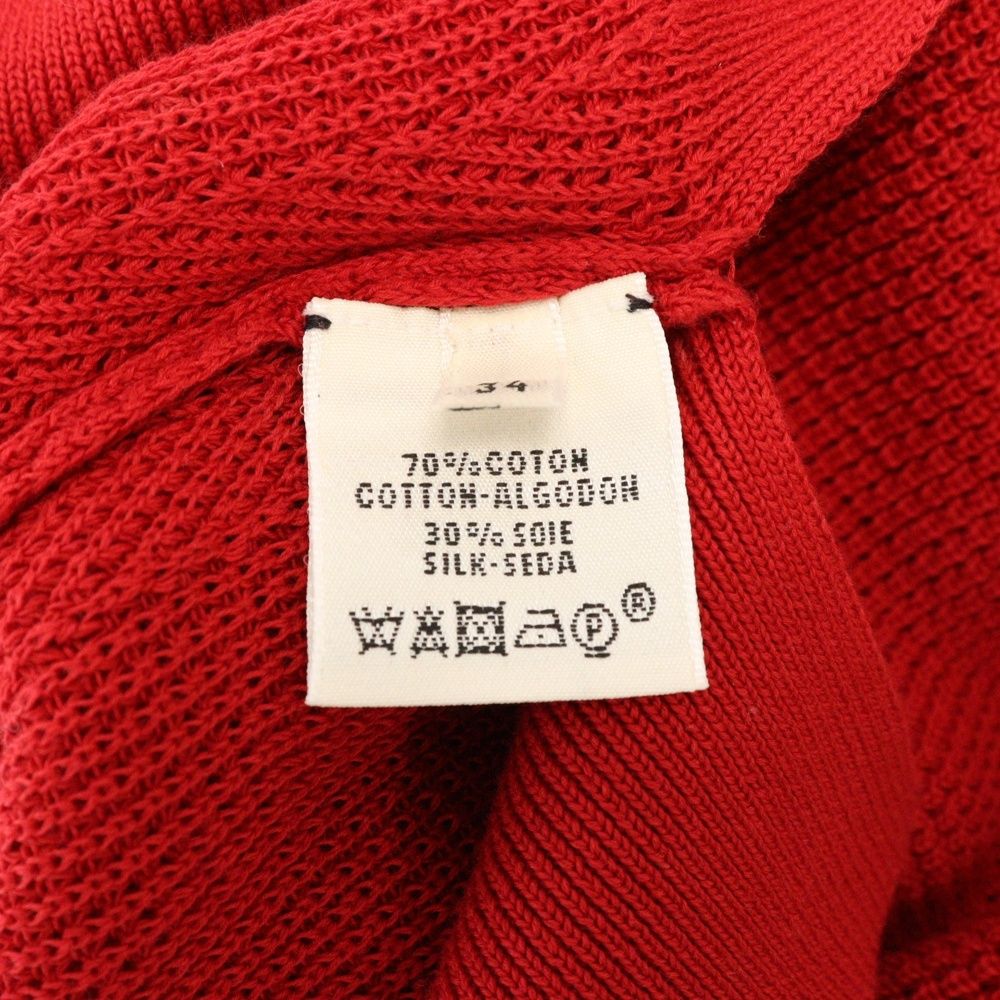 34
70%COTON
COTTON-ALGODON
30% SOIE
SILK-SEDA
P ®